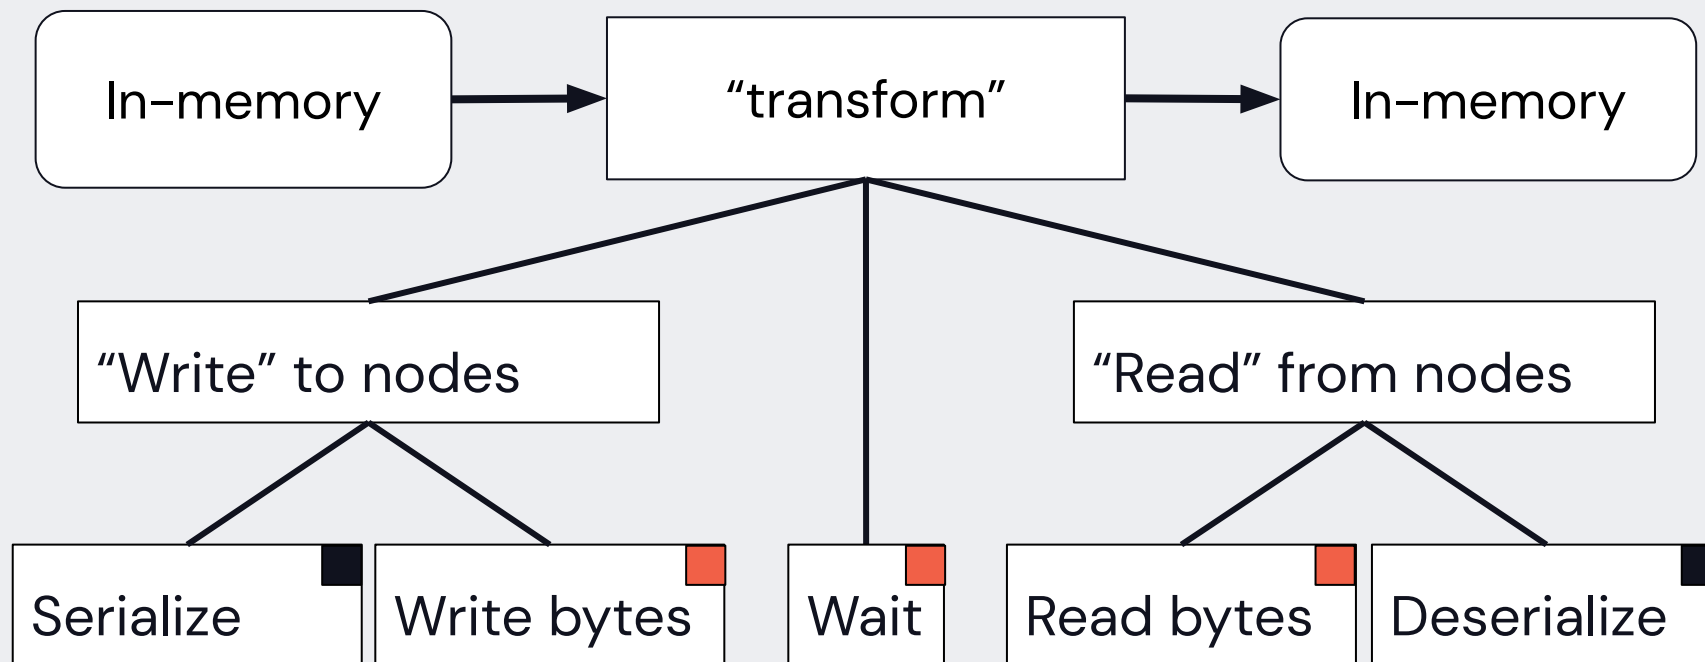 In-memory
“transform”
In-memory
“Write” to nodes
“Read” from nodes
Serialize
Write bytes
Wait
Read bytes
Deserialize